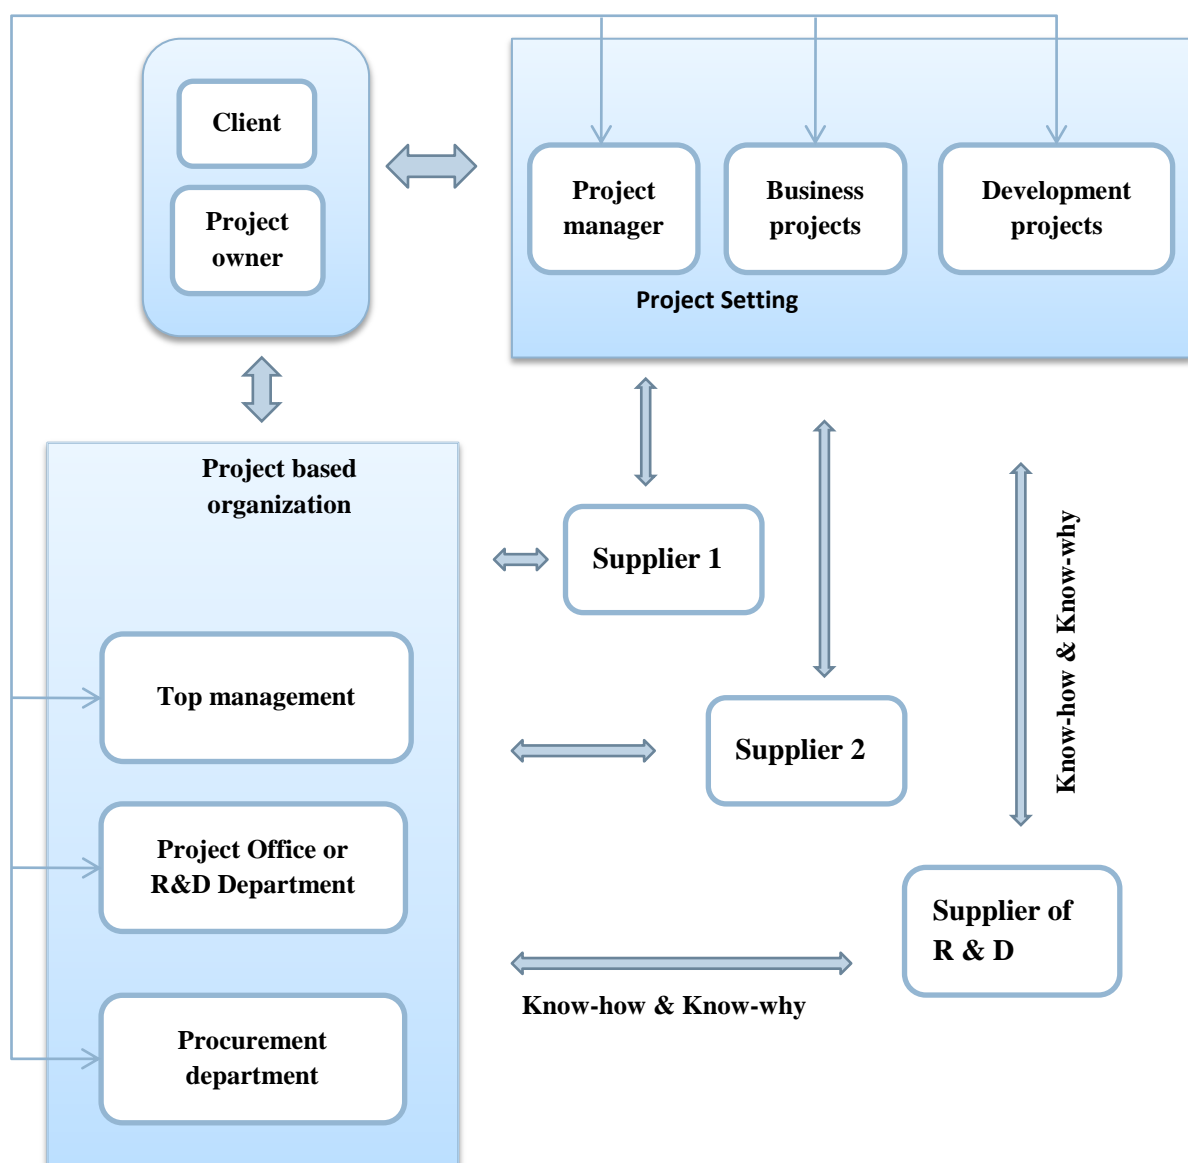 Client
Project
owner
Project
manager
Business
projects
Development
projects
Project Setting
Project based
organization
Supplier 1
Know-how & Know-why
Top management
Supplier 2
Project Office or
R&D Department
Supplier of
R & D
Know-how & Know-why
Procurement
department